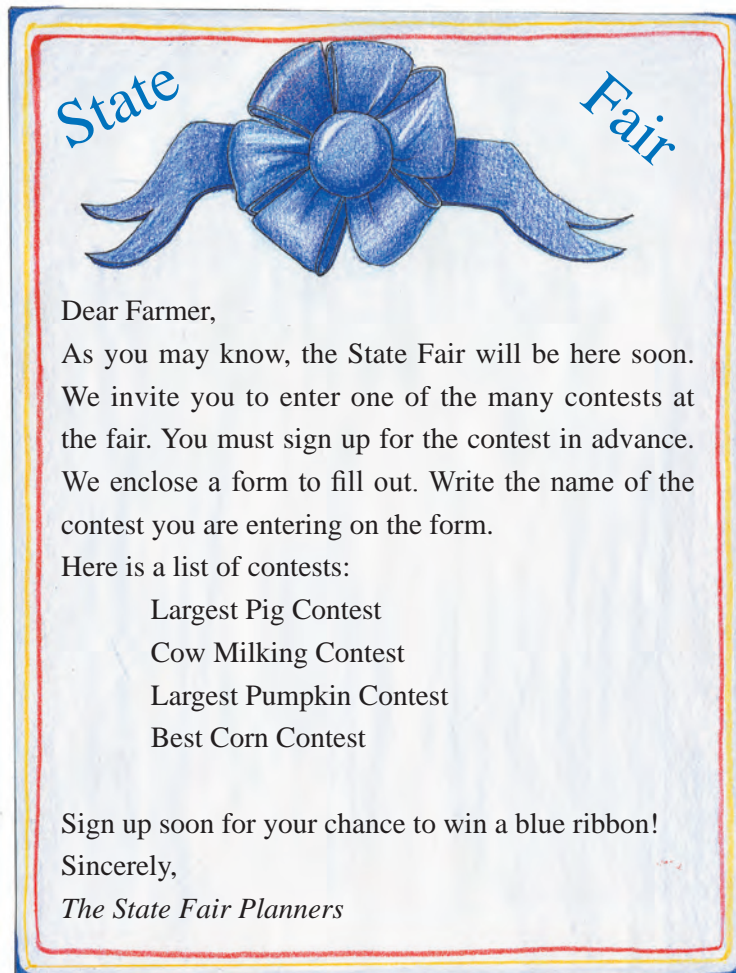 State Fair
Dear Farmer,
As you may know, the State Fair will be here soon.
We invite you to enter one of the many contests at
the fair. You must sign up for the contest in advance.
We enclose a form to fill out. Write the name of the
contest you are entering on the form.
Here is a list of contests:
Largest Pig Contest
Cow Milking Contest
Largest Pumpkin Contest
Best Corn Contest
Sign up soon for your chance to win a blue ribbon!
Sincerely,
The State Fair Planners